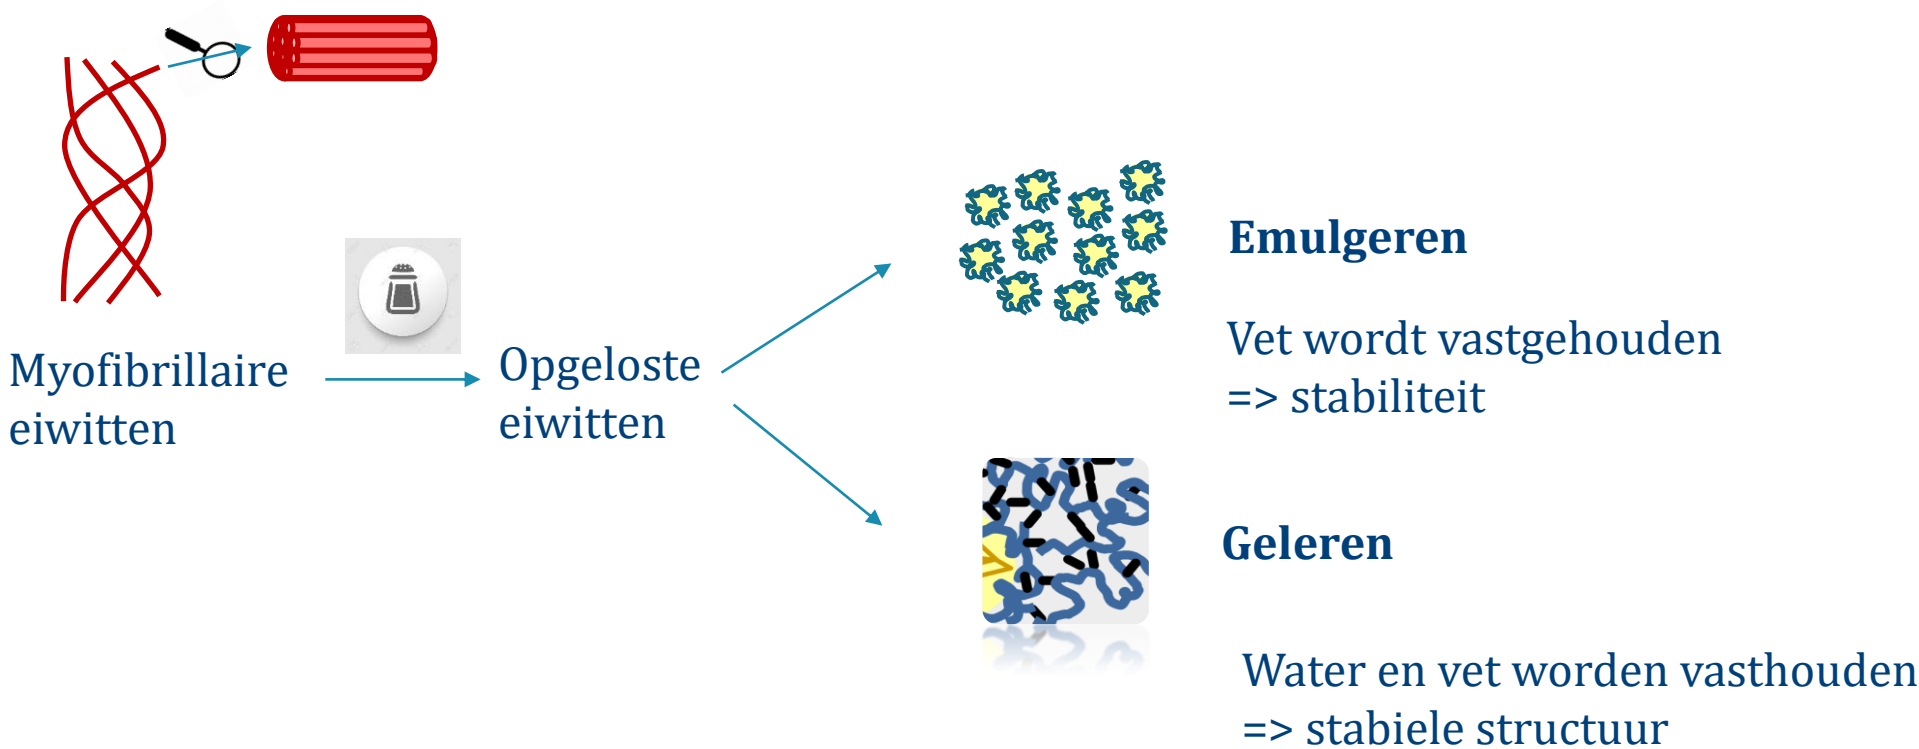 Myofibrillaire
eiwitten
Opgeloste
eiwitten
Emulgeren
Vet wordt vastgehouden
=> stabiliteit
Geleren
Water en vet worden vasthouden
=> stabiele structuur